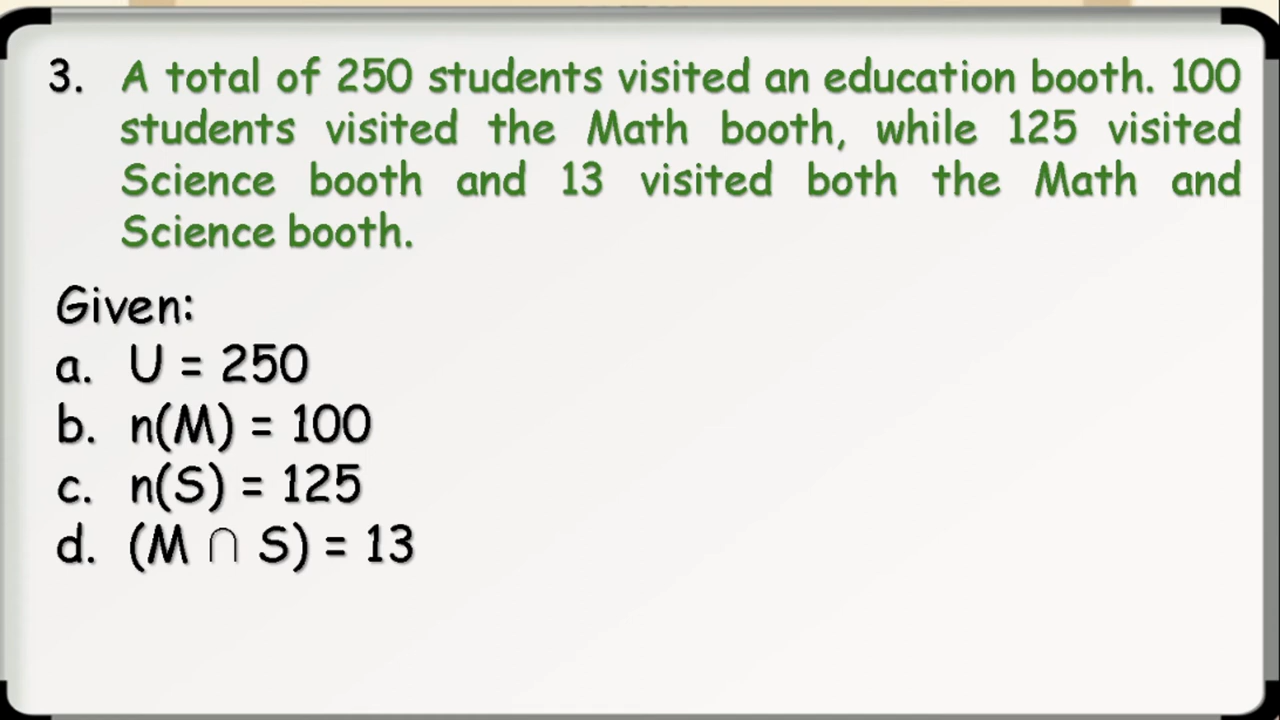 3. A total of 250 students visited an education booth. 100
students visited the Math booth, while 125 visited
Science booth and 13 visited both the Math and
Science booth.
Given:
a. U = 250
b. n(M) = 100
c. n(S) = 125
d. (M ∩ S) = 13